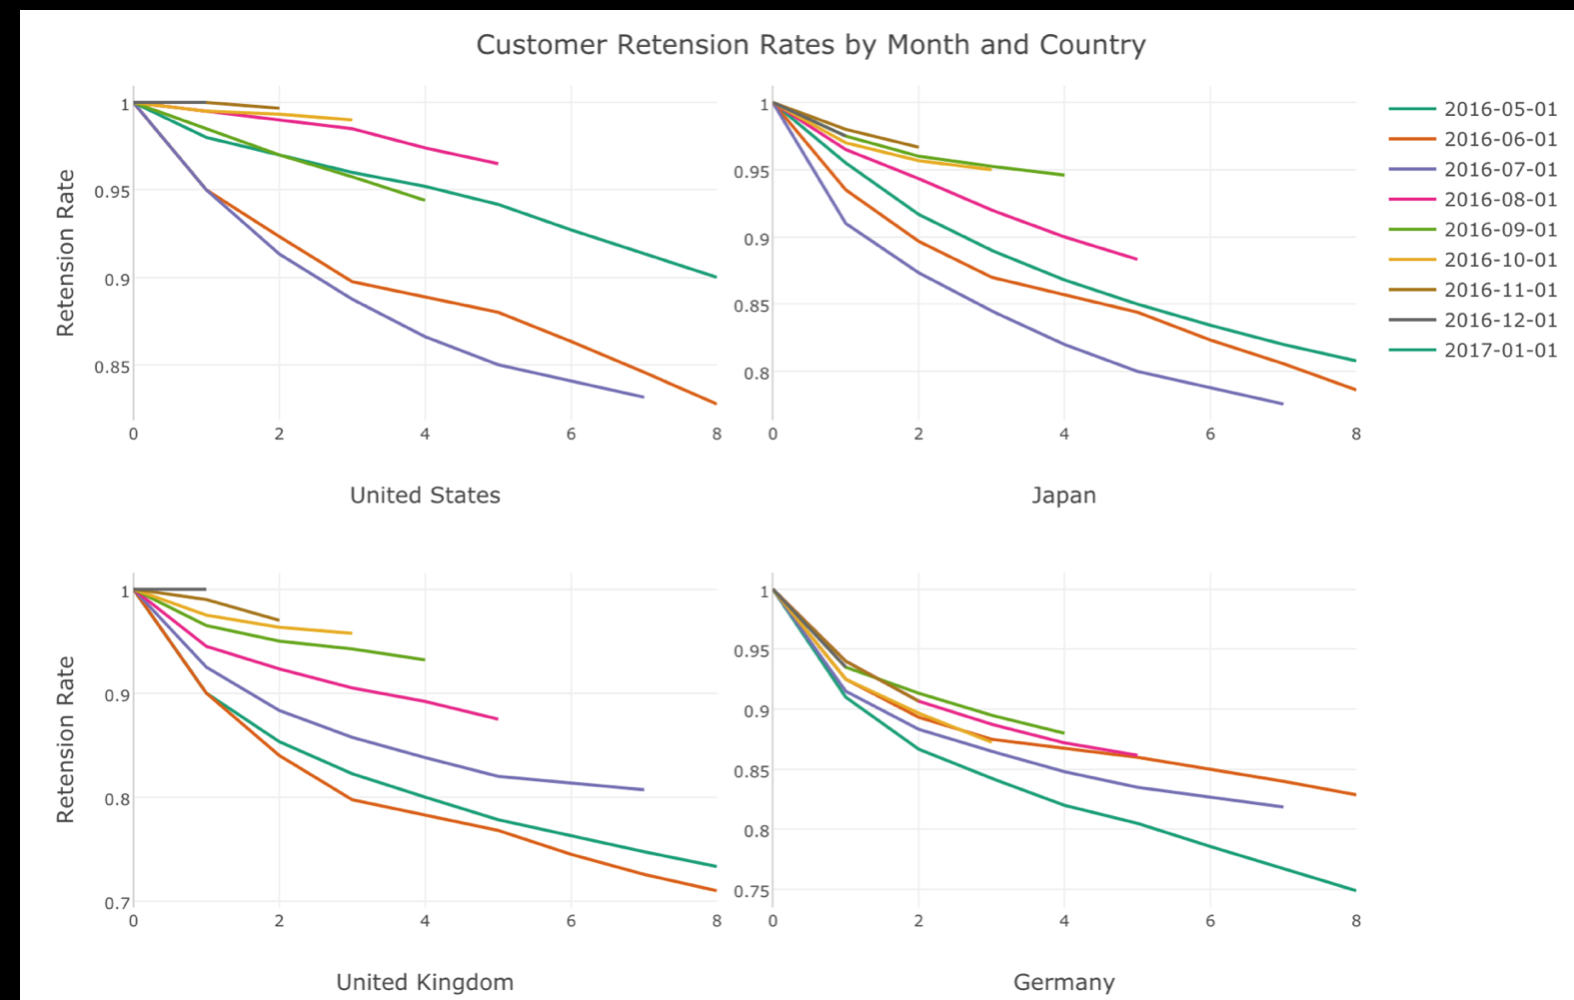 Customer Retension Rates by Month and Country
Retension Rate
1
0.95
0.9
0.85
0 2 4 6 8
United States
1
0.95
0.9
0.85
0.8
0 2 4 6 8
Japan
2016-05-01
2016-06-01
2016-07-01
2016-08-01
2016-09-01
2016-10-01
2016-11-01
2016-12-01
2017-01-01
Retension Rate
1
0.9
0.8
0.7
0 2 4 6 8
United Kingdom
1
0.95
0.9
0.85
0.8
0.75
0 2 4 6 8
Germany